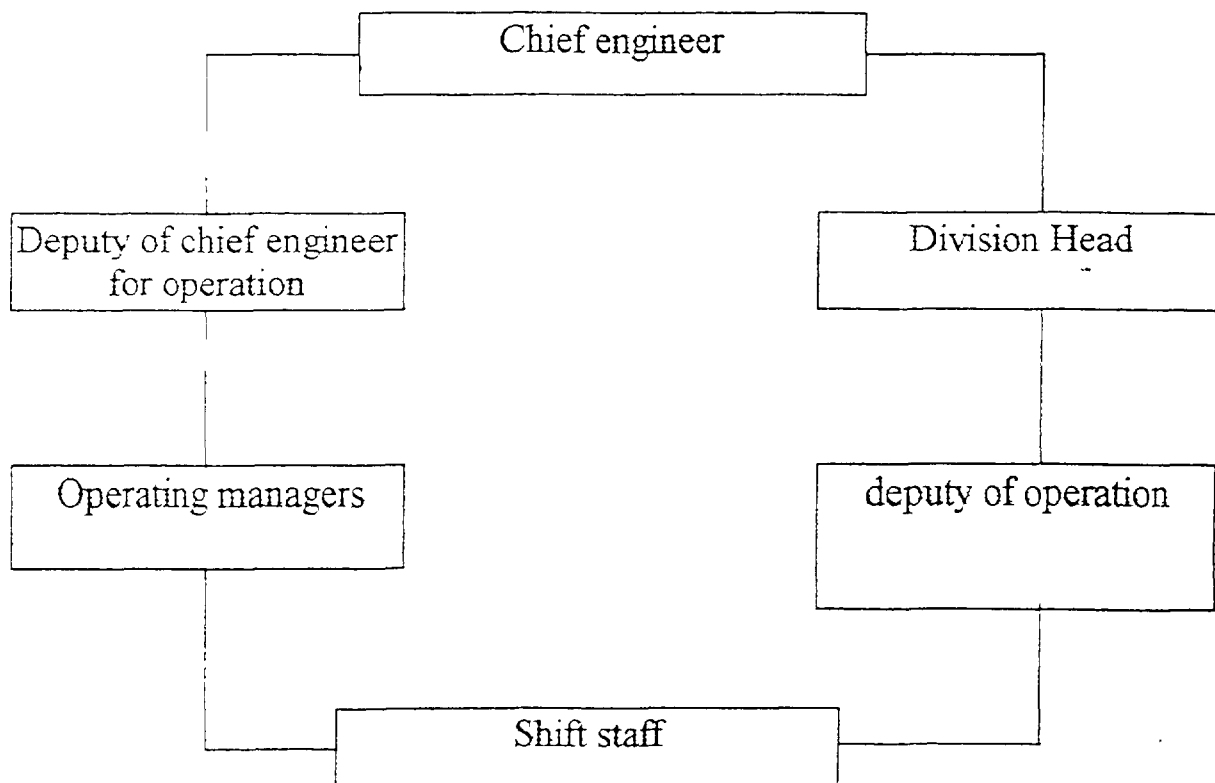 Chief engineer
Deputy of chief engineer
for operation
Division Head
Operating managers
deputy of operation
Shift staff